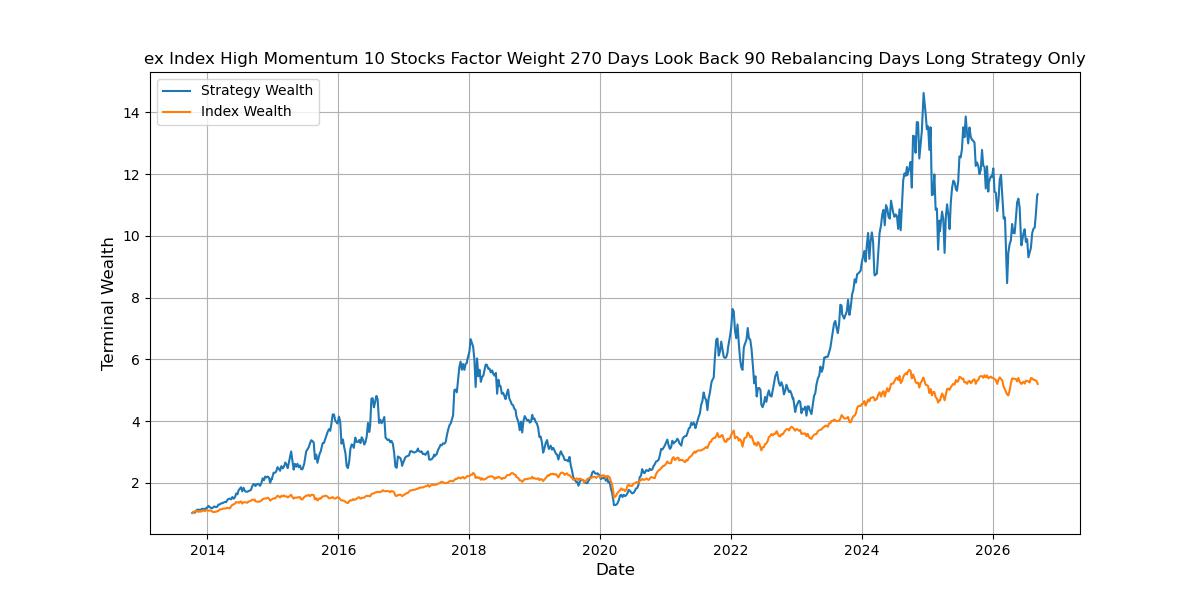 ex Index High Momentum 10 Stocks Factor Weight 270 Days Look Back 90 Rebalancing Days Long Strategy Only
Strategy Wealth
Index Wealth
Terminal Wealth
14
12
10
8
6
4
2
2014 2016 2018 2020 2022 2024 2026
Date